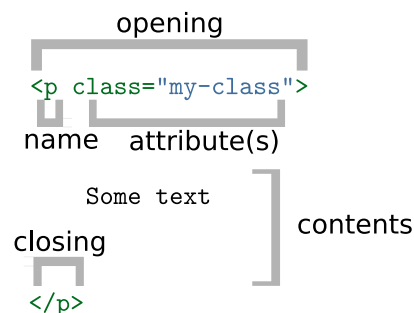 opening
<p class="my-class">
name attribute(s)
Some text
contents
closing
</p>